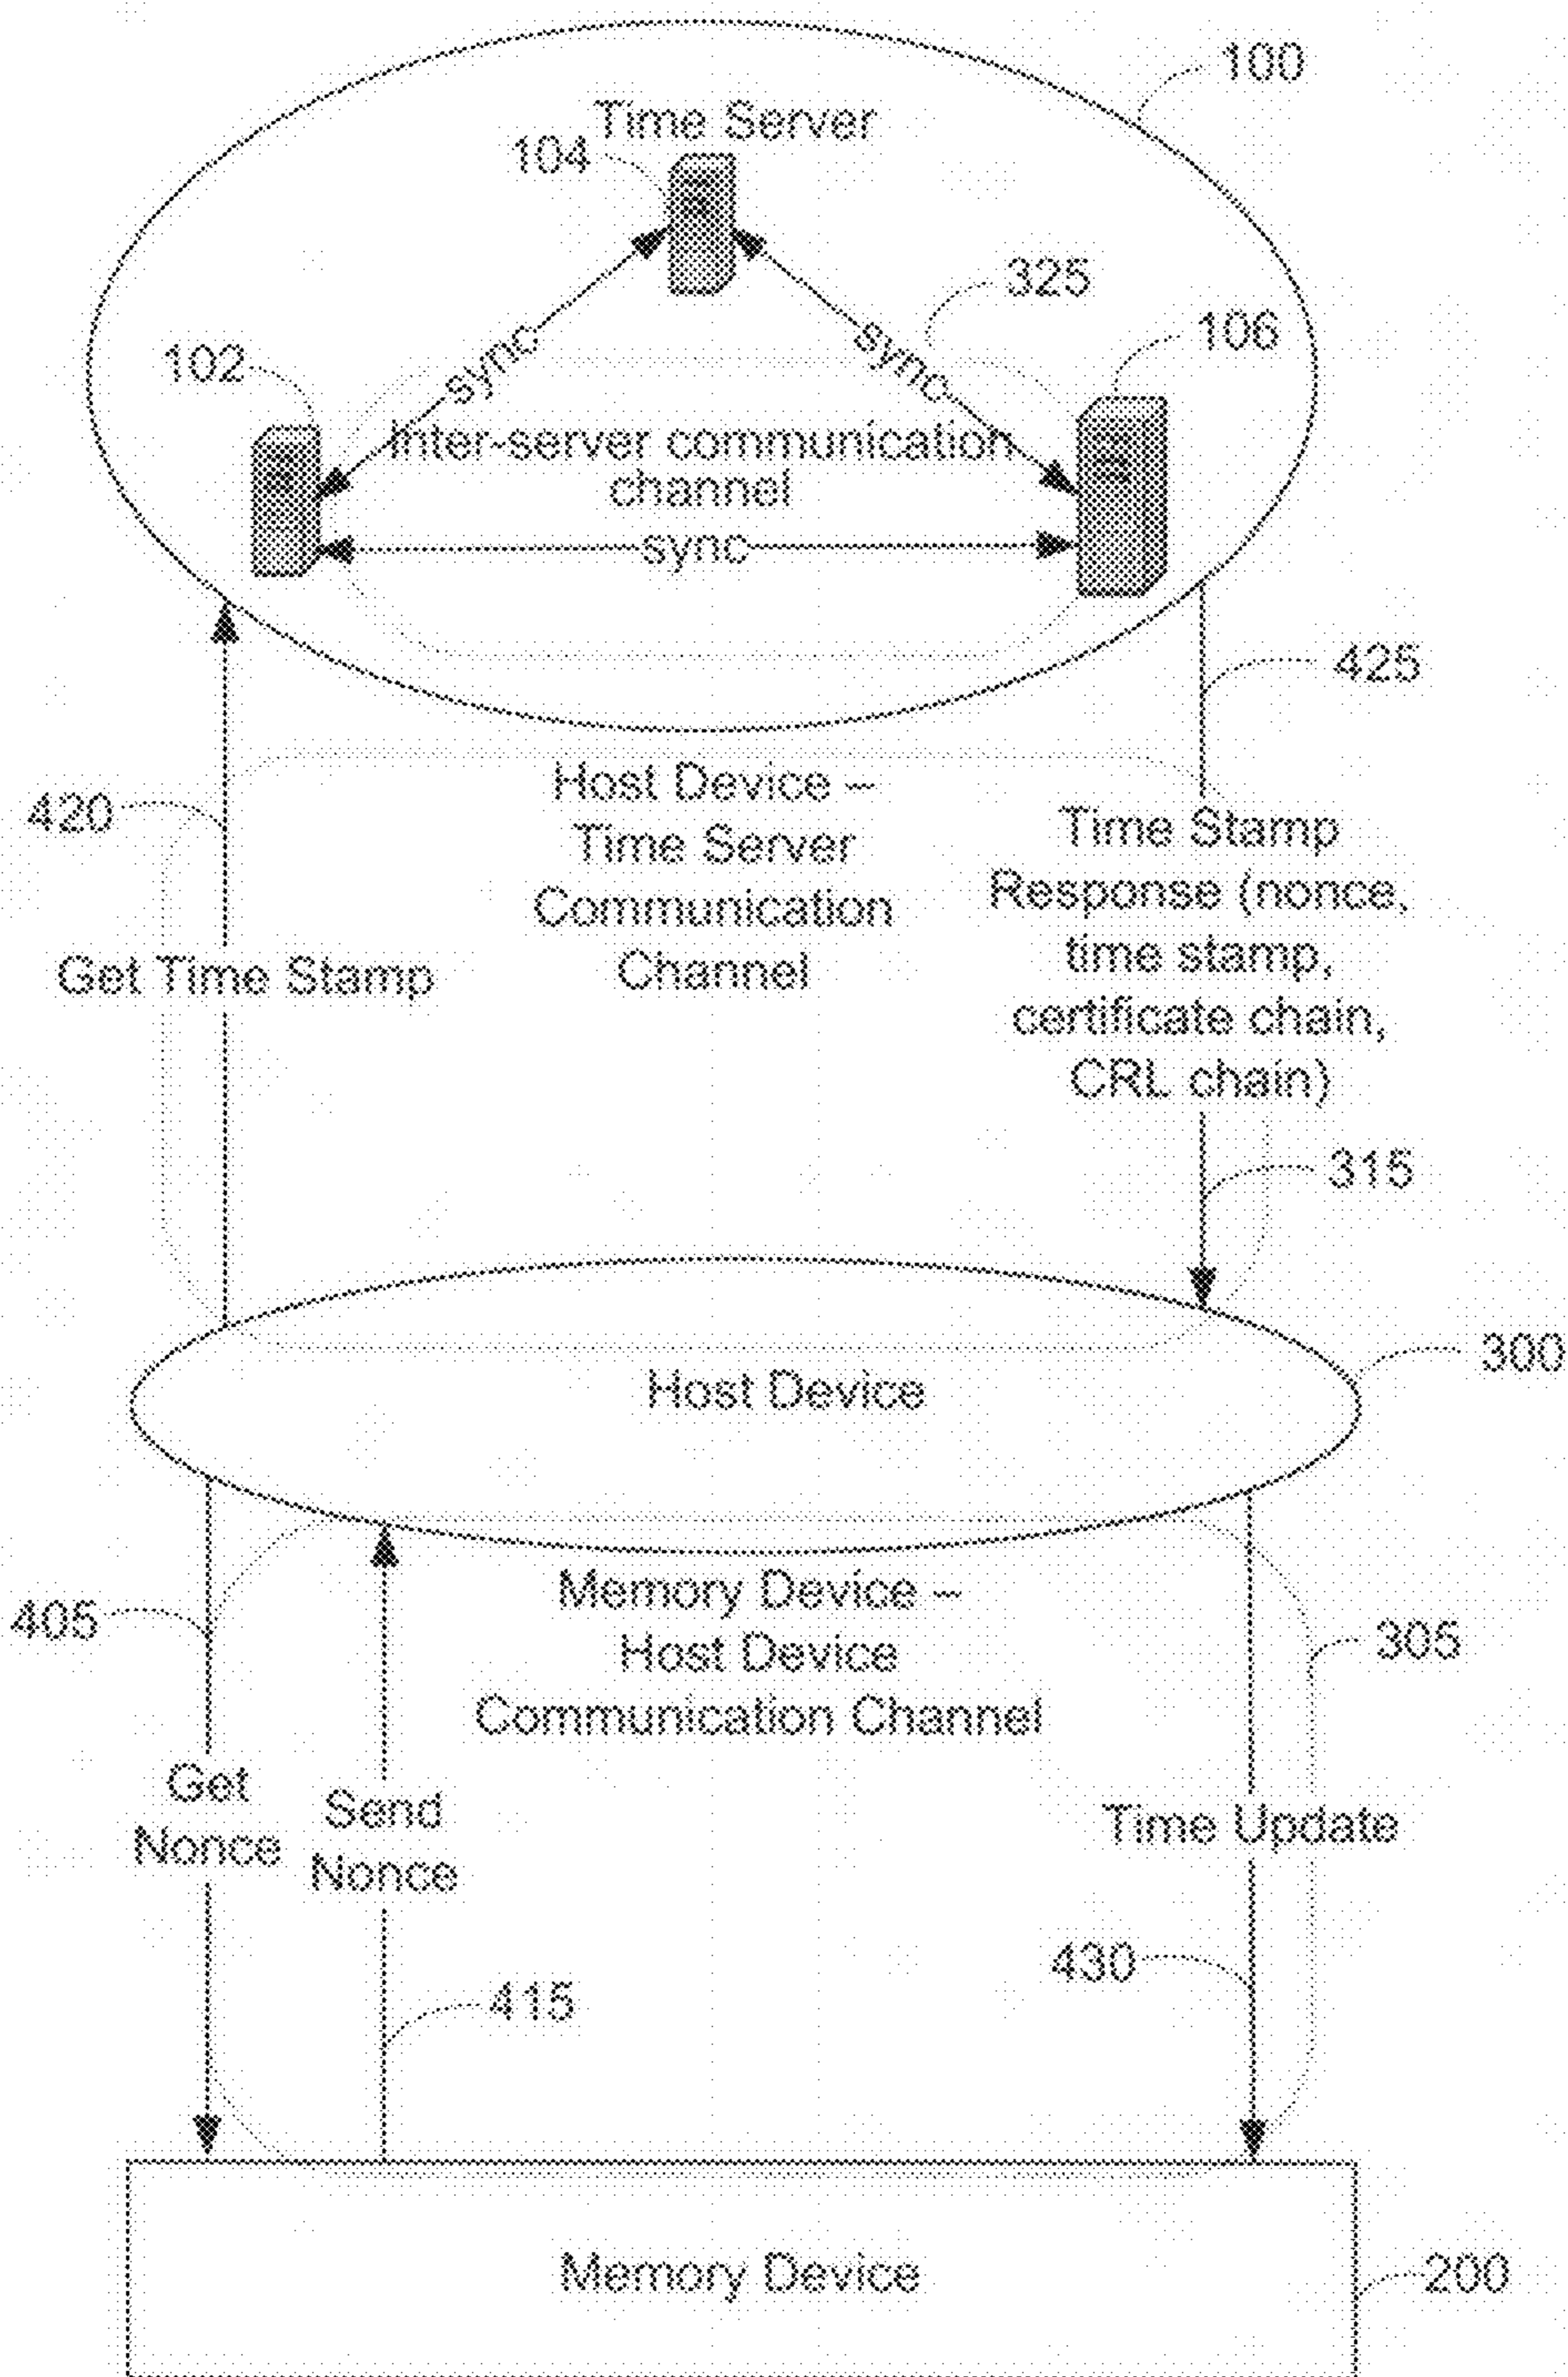 100
Time Server
104
325
106
102
sync
sync
Inter-server communication
channel
sync
425
Host Device –
Time Server
Communication
Channel
420
Time Stamp
Response (nonce,
time stamp,
certificate chain,
CRL chain)
Get Time Stamp
315
300
Host Device
Memory Device –
Host Device
Communication Channel
405
305
Get
Nonce
Send
Nonce
Time Update
430
415
Memory Device
200